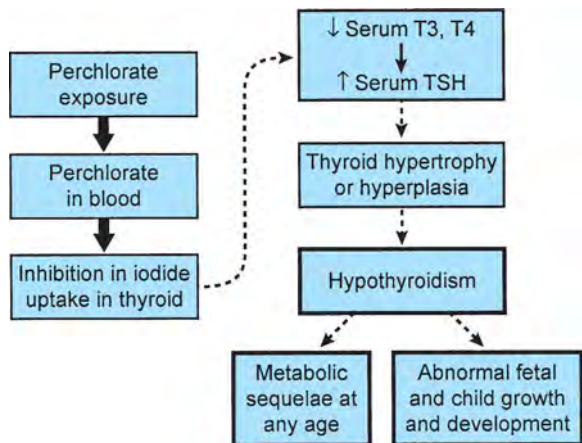 Perchlorate
exposure
Perchlorate
in blood
Inhibition in iodide
uptake in thyroid
↓ Serum T3, T4
↑ Serum TSH
Thyroid hypertrophy
or hyperplasia
Hypothyroidism
Metabolic
sequelae at
any age
Abnormal fetal
and child growth
and development